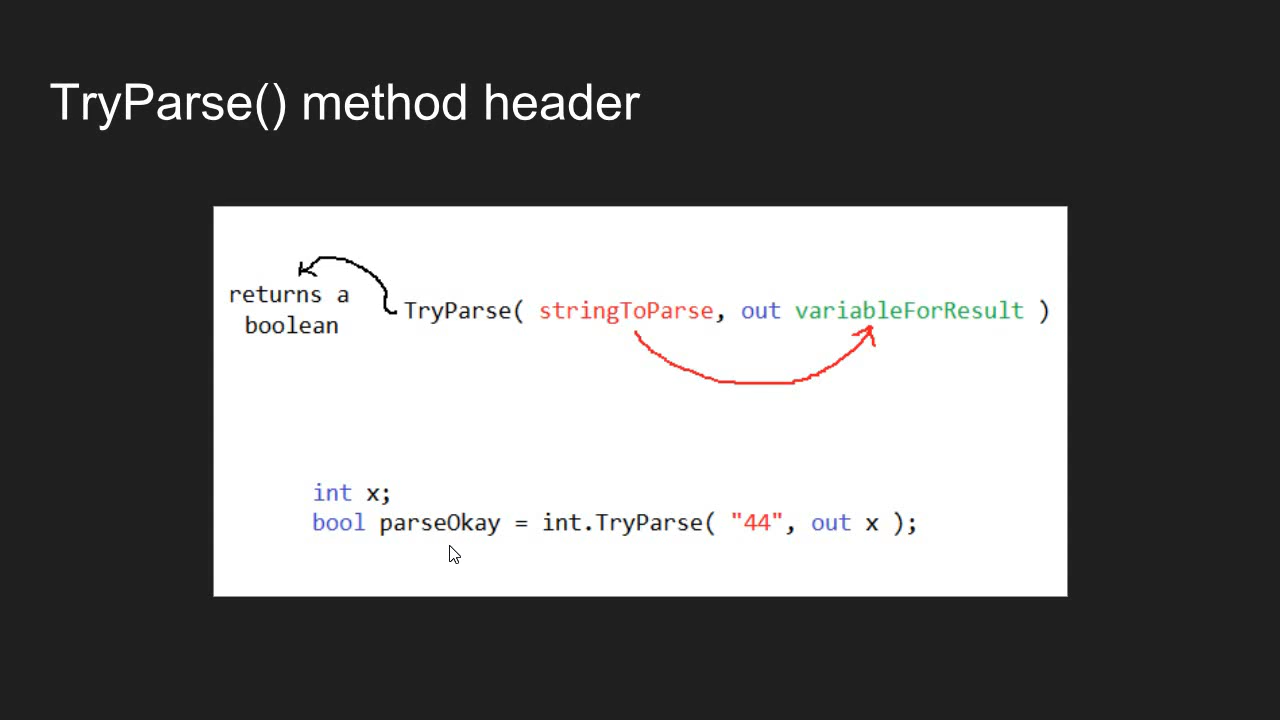 TryParse() method header
returns a
boolean
TryParse( stringToParse, out variableForResult )
int x;
bool parseOkay = int.TryParse( "44", out x );